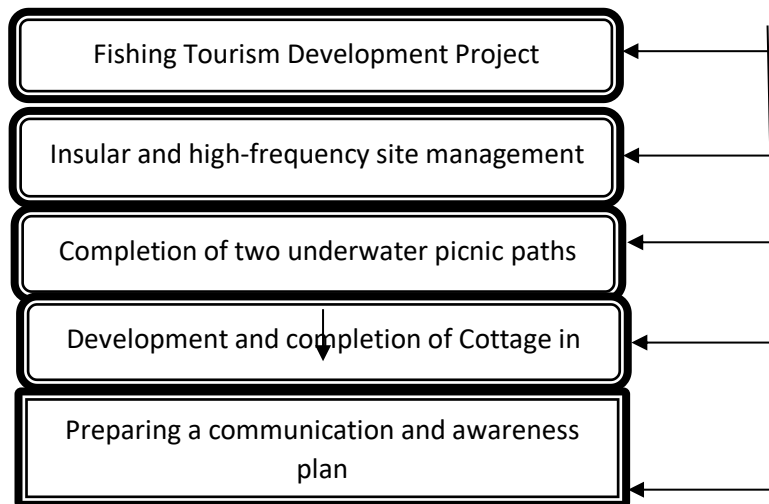 Fishing Tourism Development Project
Insular and high-frequency site management
Completion of two underwater picnic paths
Development and completion of Cottage in
Preparing a communication and awareness
plan